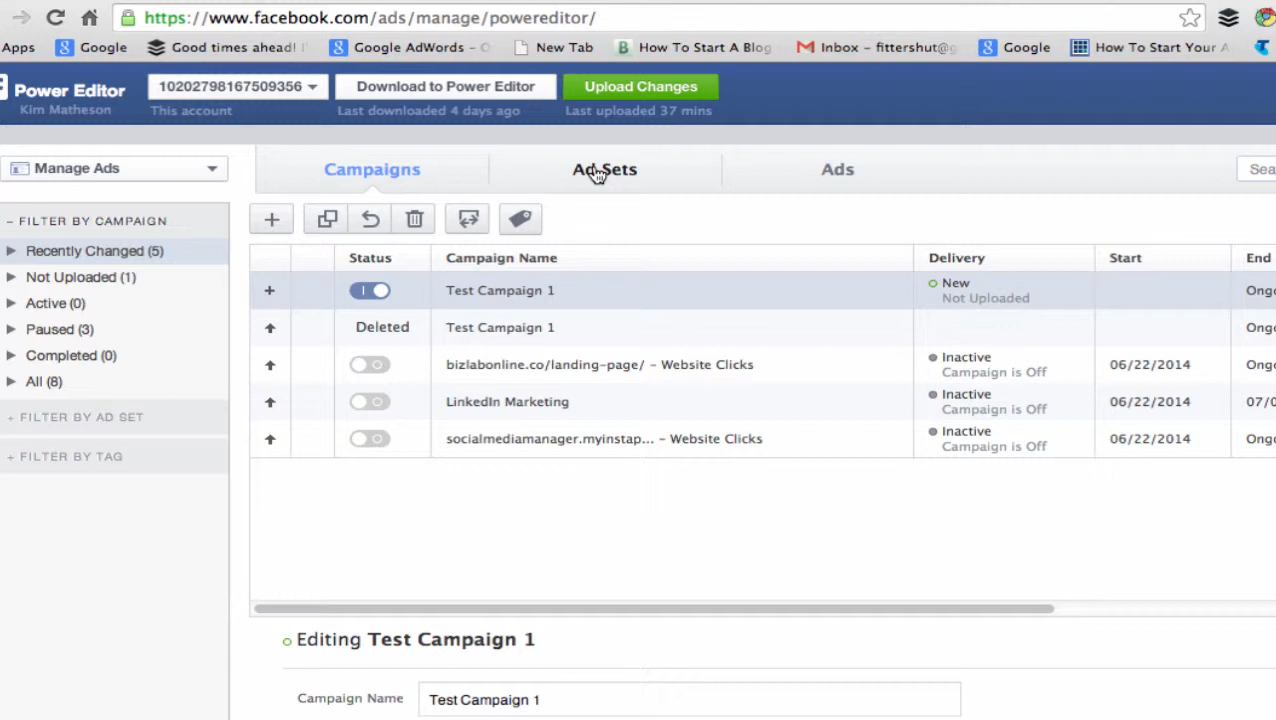 https://www.facebook.com/ads/manage/powereditor/
Apps Google Good times ahead! Google AdWords – New Tab How To Start A Blog Inbox – fittershut@g Google How To Start Your A
Power Editor 10202798167509356 Download to Power Editor Upload Changes
Kim Matheson This account Last downloaded 4 days ago Last uploaded 37 mins
Manage Ads Campaigns Ad Sets Ads Sea
– FILTER BY CAMPAIGN
Recently Changed (5)
Not Uploaded (1)
Active (0)
Paused (3)
Completed (0)
All (8)
+ FILTER BY AD SET
+ FILTER BY TAG
Status Campaign Name Delivery Start End
Test Campaign 1 New Ongo
Not Uploaded
Deleted Test Campaign 1 Ongo
bizlabonline.co/landing-page/ – Website Clicks Inactive 06/22/2014 Ongo
Campaign is Off
LinkedIn Marketing Inactive 06/22/2014 07/0
Campaign is Off
socialmediamanager.myinstap... – Website Clicks Inactive 06/22/2014 Ongo
Campaign is Off
Editing Test Campaign 1
Campaign Name Test Campaign 1